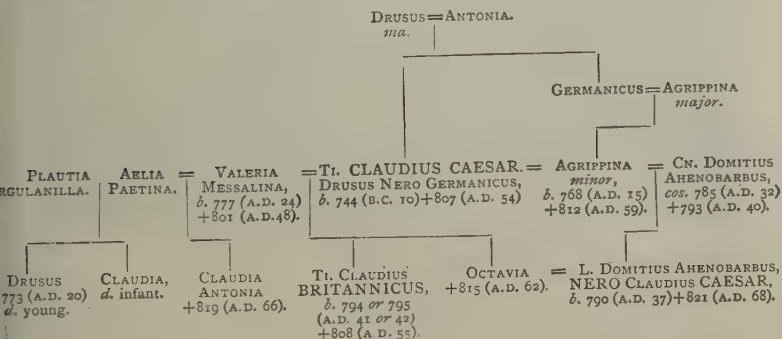 DRUSUS=ANTONIA.
ma.
GERMANICUS=AGRIPPINA
major.
PLAUTIA AELIA = VALERIA =TI. CLAUDIUS CAESAR.= AGRIPPINA = CN. DOMITIUS
RGULANILLA. PAETINA. MESSALINA, DRUSUS NERO GERMANICUS, minor, AHENOBARBUS,
b. 777 (A.D. 24) b. 744 (B.C. 10)+807 (A.D. 54) b. 768 (A.D. 15) cos. 785 (A.D. 32)
+801 (A.D.48). +812 (A.D. 59). +793 (A.D. 40).
DRUSUS CLAUDIA, CLAUDIA TI. CLAUDIUS OCTAVIA = L. DOMITIUS AHENOBARBUS,
773 (A.D. 20) d. infant. ANTONIA BRITANNICUS, +815 (A.D. 62). NERO CLAUDIUS CAESAR,
d. young. +819 (A.D. 66). b. 794 or 795 b. 790 (A.D. 37)+821 (A.D. 68).
(A.D. 41 or 42)
+808 (A.D. 55).